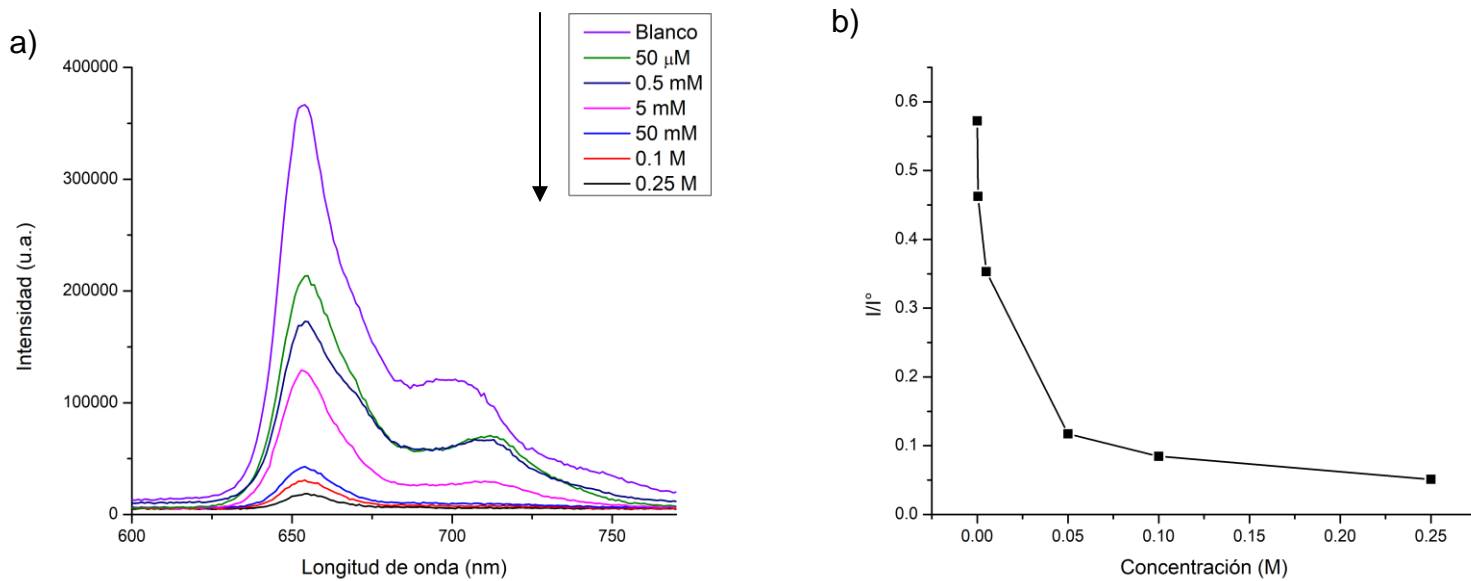 a)
Intensidad (u.a.)
400000
300000
200000
100000
0
600
650
700
750
Longitud de onda (nm)
Blanco
50 μM
0.5 mM
5 mM
50 mM
0.1 M
0.25 M
b)
I/I°
0.6
0.5
0.4
0.3
0.2
0.1
0.0
0.00
0.05
0.10
0.15
0.20
0.25
Concentración (M)